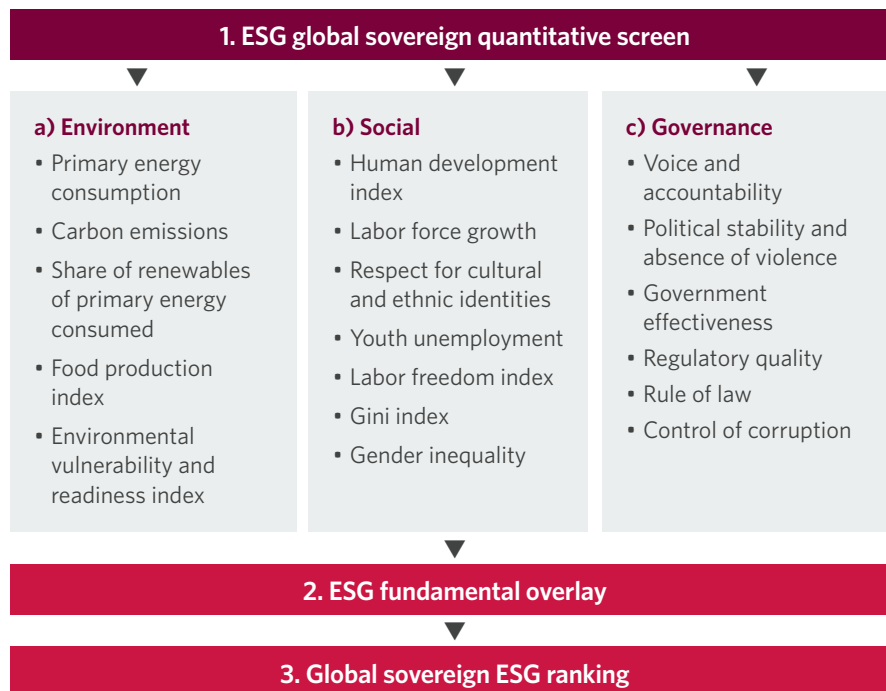 1. ESG global sovereign quantitative screen
a) Environment
• Primary energy
consumption
• Carbon emissions
• Share of renewables
of primary energy
consumed
• Food production
index
• Environmental
vulnerability and
readiness index
b) Social
• Human development
index
• Labor force growth
• Respect for cultural
and ethnic identities
• Youth unemployment
• Labor freedom index
• Gini index
• Gender inequality
c) Governance
• Voice and
accountability
• Political stability and
absence of violence
• Government
effectiveness
• Regulatory quality
• Rule of law
• Control of corruption
2. ESG fundamental overlay
3. Global sovereign ESG ranking